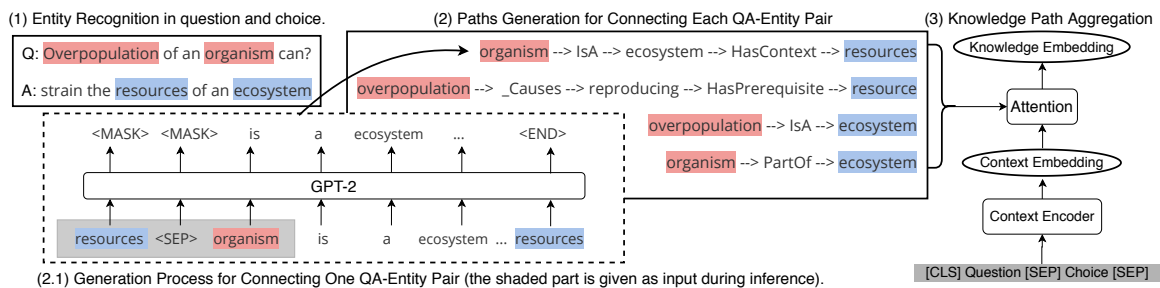 (1) Entity Recognition in question and choice.
Q: Overpopulation of an organism can?
A: strain the resources of an ecosystem
(2) Paths Generation for Connecting Each QA-Entity Pair
organism --> IsA --> ecosystem --> HasContext--> resources
overpopulation --> _Causes --> reproducing --> HasPrerequisite --> resource
overpopulation --> IsA --> ecosystem
organism --> PartOf --> ecosystem
<MASK> <MASK> is a ecosystem ... <END>
GPT-2
resources <SEP> organism is a ecosystem ... resources
(2.1) Generation Process for Connecting One QA-Entity Pair (the shaded part is given as input during inference).
(3) Knowledge Path Aggregation
Knowledge Embedding
Attention
Context Embedding
Context Encoder
[CLS] Question [SEP] Choice [SEP]